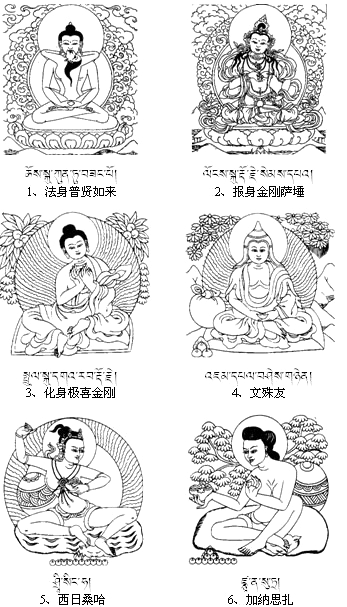 ཆོས་སྐུ་ཀུན་ཏུ་བཟང་པོ། ལོངས་སྐུ་རྡོ་རྗེ་སེམས་དཔའ།
1、法身普贤如来 2、报身金刚萨埵
སྤྲུལ་སྐུ་དགའ་རབ་རྡོ་རྗེ། འཇམ་དཔལ་བཤེས་གཉེན།
3、化身极喜金刚 4、文殊友
ཤྲཱི་སིང་ཧ།
5、西日桑哈 6、加纳思扎